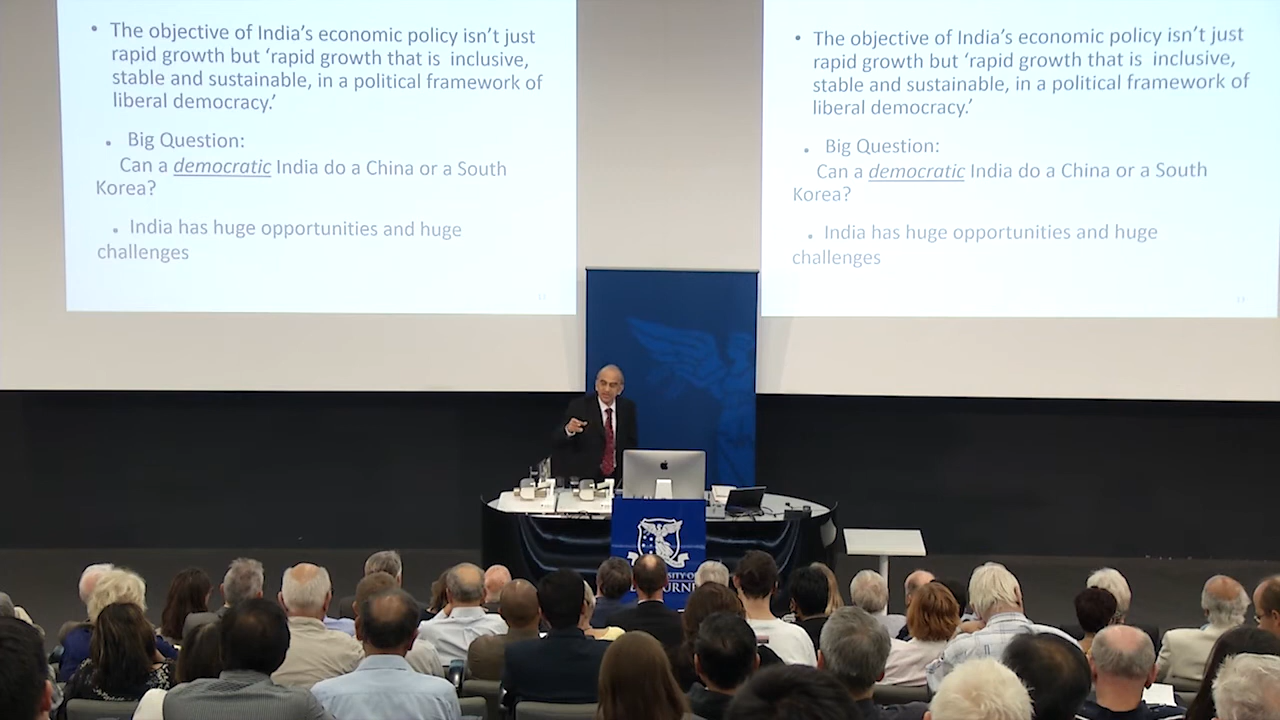 • The objective of India’s economic policy isn’t just
rapid growth but ‘rapid growth that is inclusive,
stable and sustainable, in a political framework of
liberal democracy.’
• Big Question:
Can a democratic India do a China or a South
Korea?
• India has huge opportunities and huge
challenges
• The objective of India’s economic policy isn’t just
rapid growth but ‘rapid growth that is inclusive,
stable and sustainable, in a political framework of
liberal democracy.’
• Big Question:
Can a democratic India do a China or a South
Korea?
• India has huge opportunities and huge
challenges